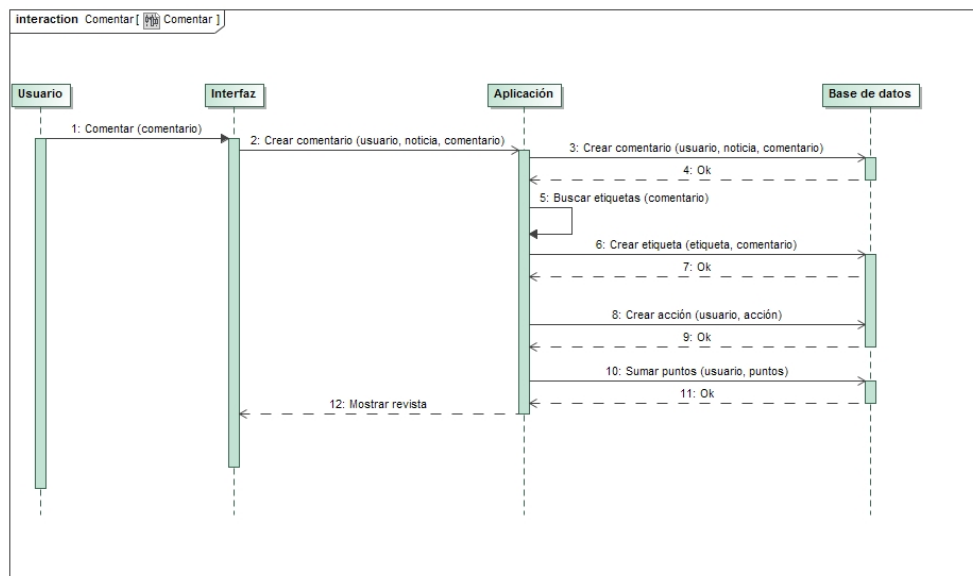 interaction Comentar [ Comentar ]
Usuario
Interfaz
Aplicación
Base de datos
1: Comentar (comentario)
2: Crear comentario (usuario, noticia, comentario)
3: Crear comentario (usuario, noticia, comentario)
4: Ok
5: Buscar etiquetas (comentario)
6: Crear etiqueta (etiqueta, comentario)
7: Ok
8: Crear acción (usuario, acción)
9: Ok
10: Sumar puntos (usuario, puntos)
11: Ok
12: Mostrar revista